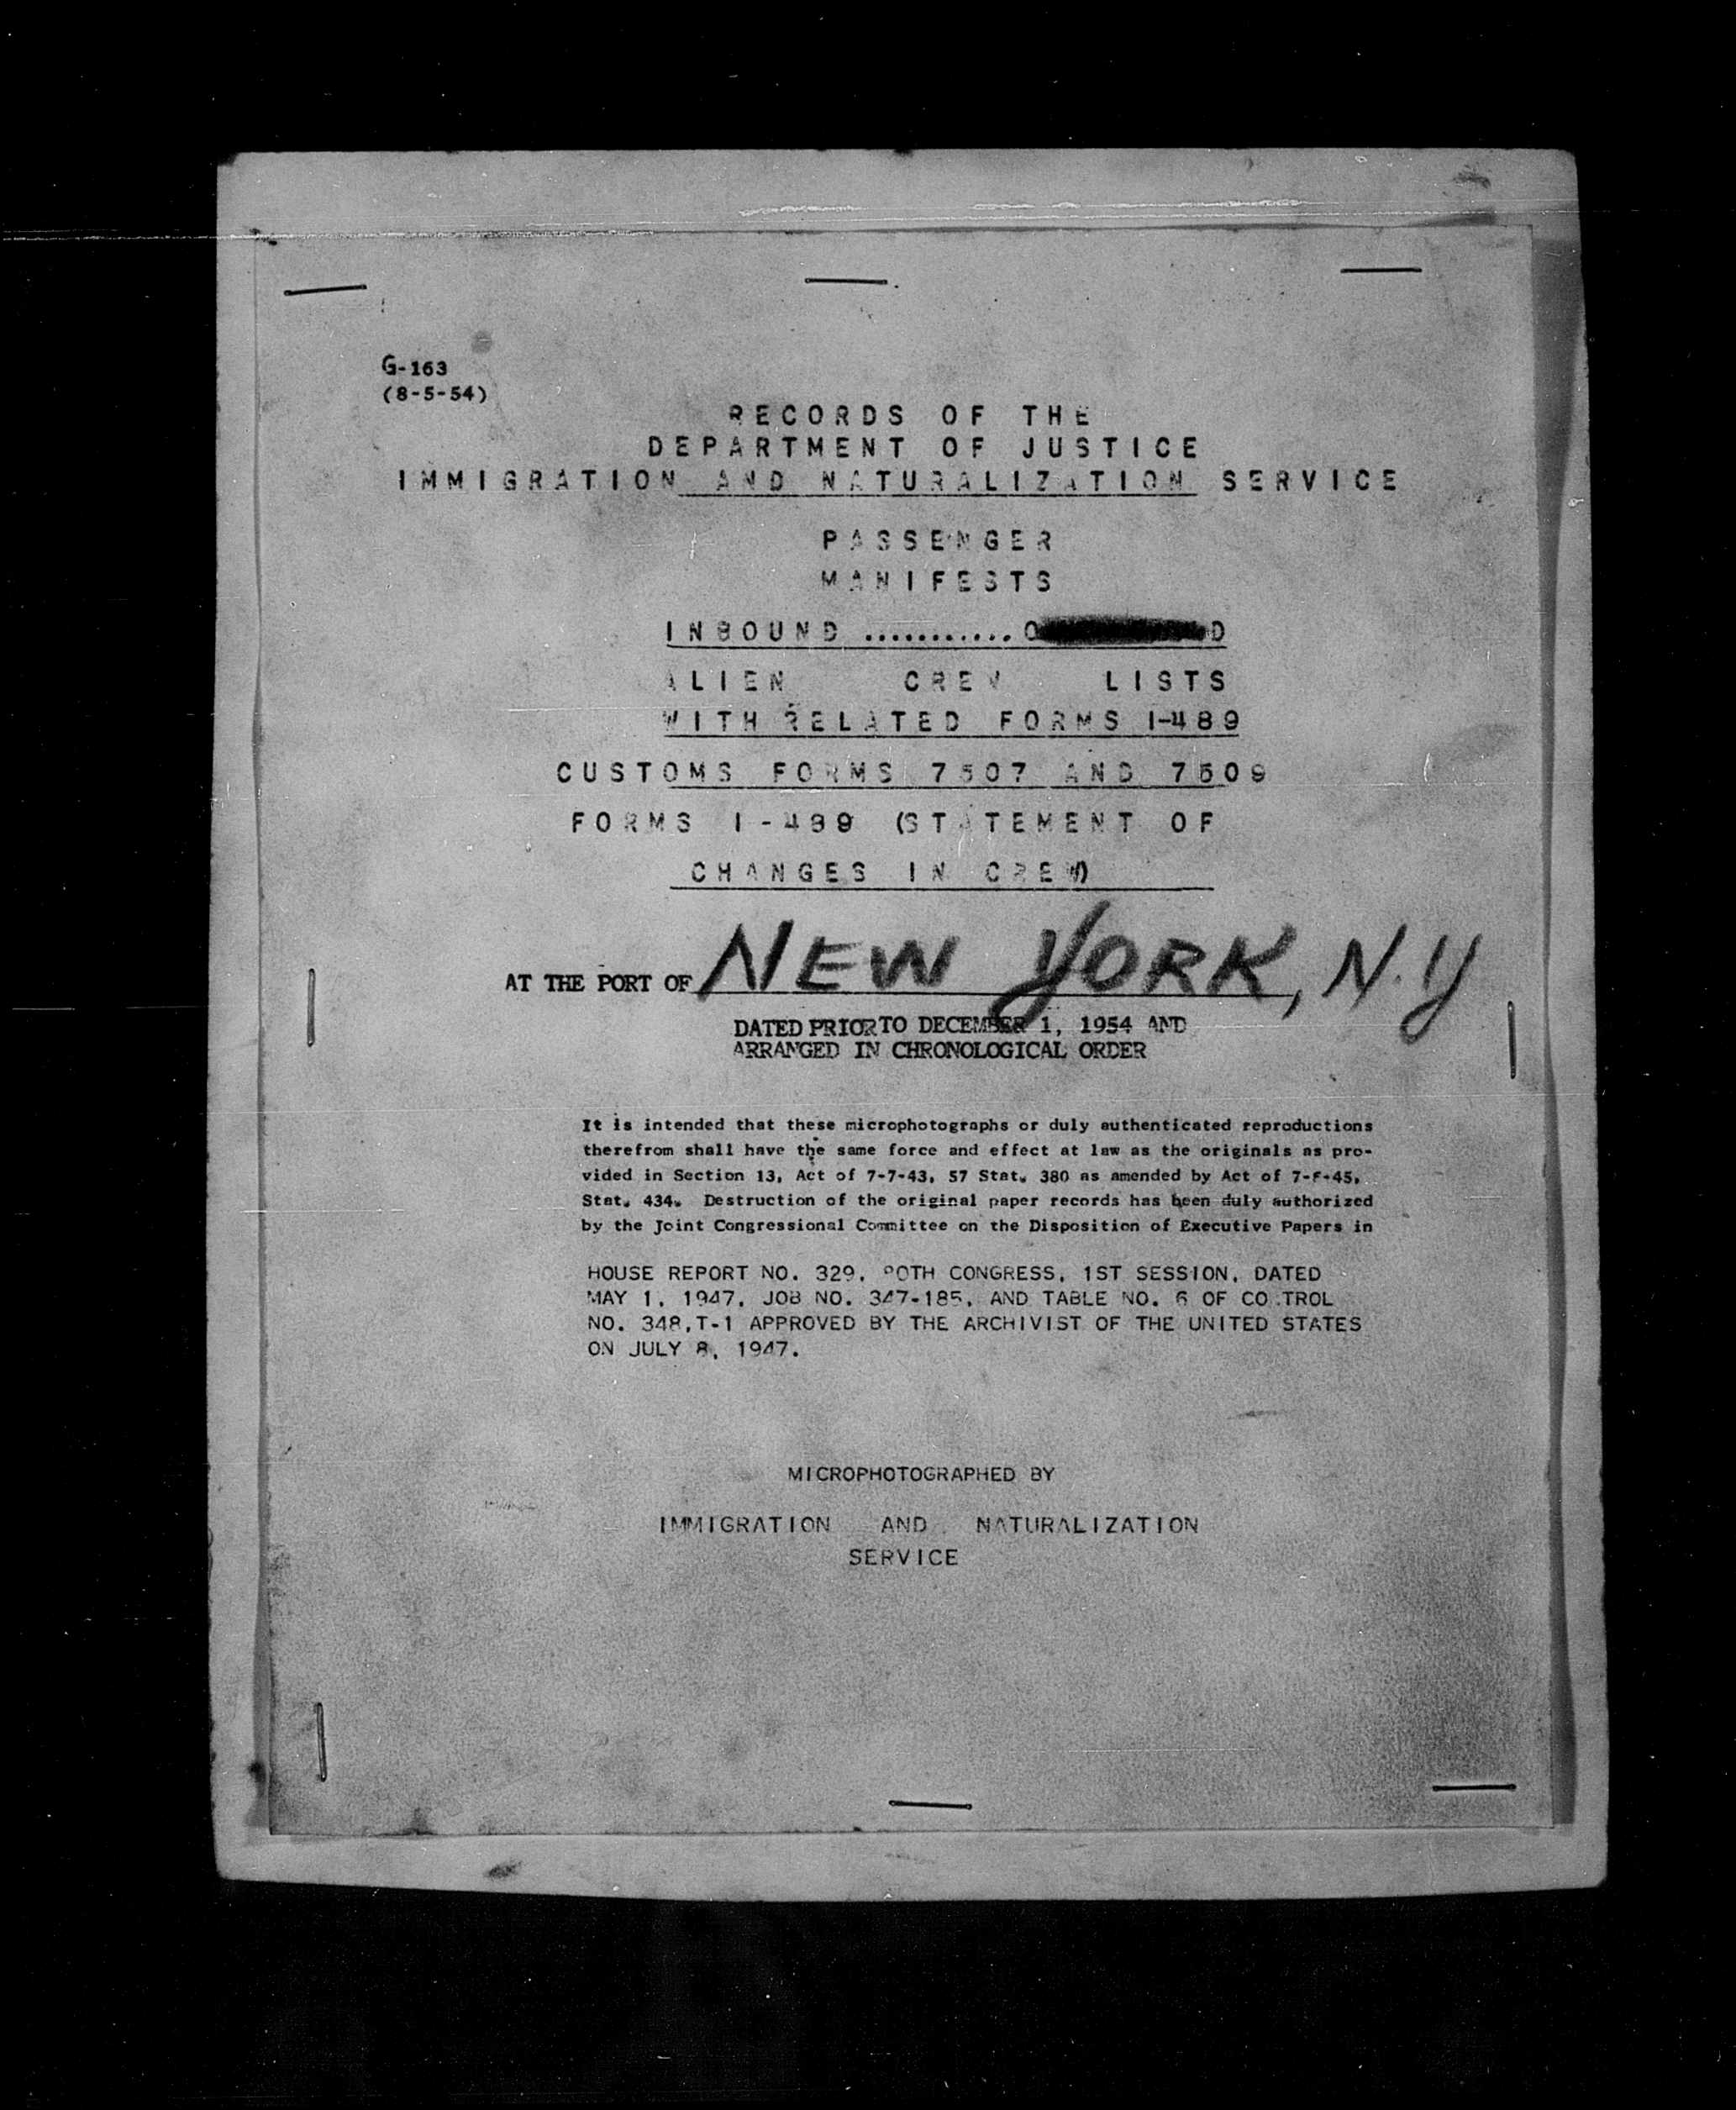 G-163
(8-5-54)
RECORDS OF THE
DEPARTMENT OF JUSTICE
IMMIGRATION AND NATURALIZATION SERVICE
PASSENGER
MANIFESTS
INBOUND ...........
ALIEN CREW LISTS
WITH RELATED FORMS I-489
CUSTOMS FORMS 7507 AND 7509
FORMS I-489 (STATEMENT OF
CHANGES IN CREW)
AT THE PORT OF NEW YORK, N.Y
DATED PRIOR TO DECEMBER 1, 1954 AND
ARRANGED IN CHRONOLOGICAL ORDER
It is intended that these microphotographs or duly authenticated reproductions
therefrom shall have the same force and effect at law as the originals as pro-
vided in Section 13, Act of 7-7-43, 57 Stat. 380 as amended by Act of
Stat. 434. Destruction of the original paper records has been duly authorized
by the Joint Congressional Committee on the Disposition of Executive Papers in
HOUSE REPORT NO. 329, 80TH CONGRESS, 1ST SESSION, DATED
MAY 1, 1947, JOB NO. 347-185, AND TABLE NO. 6 OF CO TROL
NO. 348,T-1 APPROVED BY THE ARCHIVIST OF THE UNITED STATES
ON JULY 8, 1947.
MICROPHOTOGRAPHED BY
IMMIGRATION AND NATURALIZATION
SERVICE